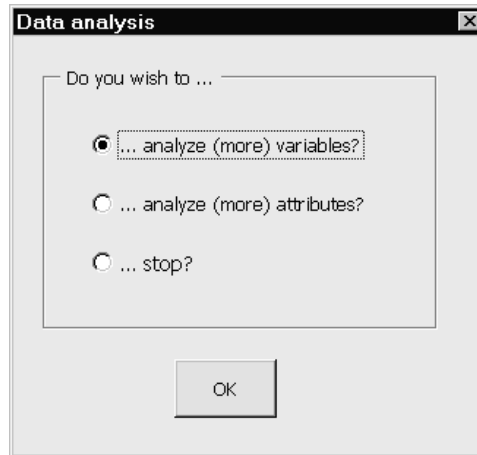 Data analysis
Do you wish to ...
... analyze (more) variables?
... analyze (more) attributes?
... stop?
OK